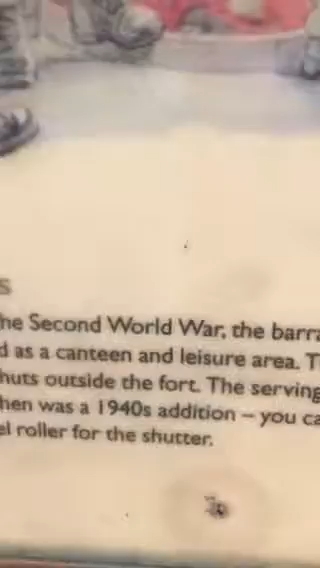 s
he Second World War, the barra
d as a canteen and leisure area. T
huts outside the fort. The serving
hen was a 1940s addition – you ca
el roller for the shutter.